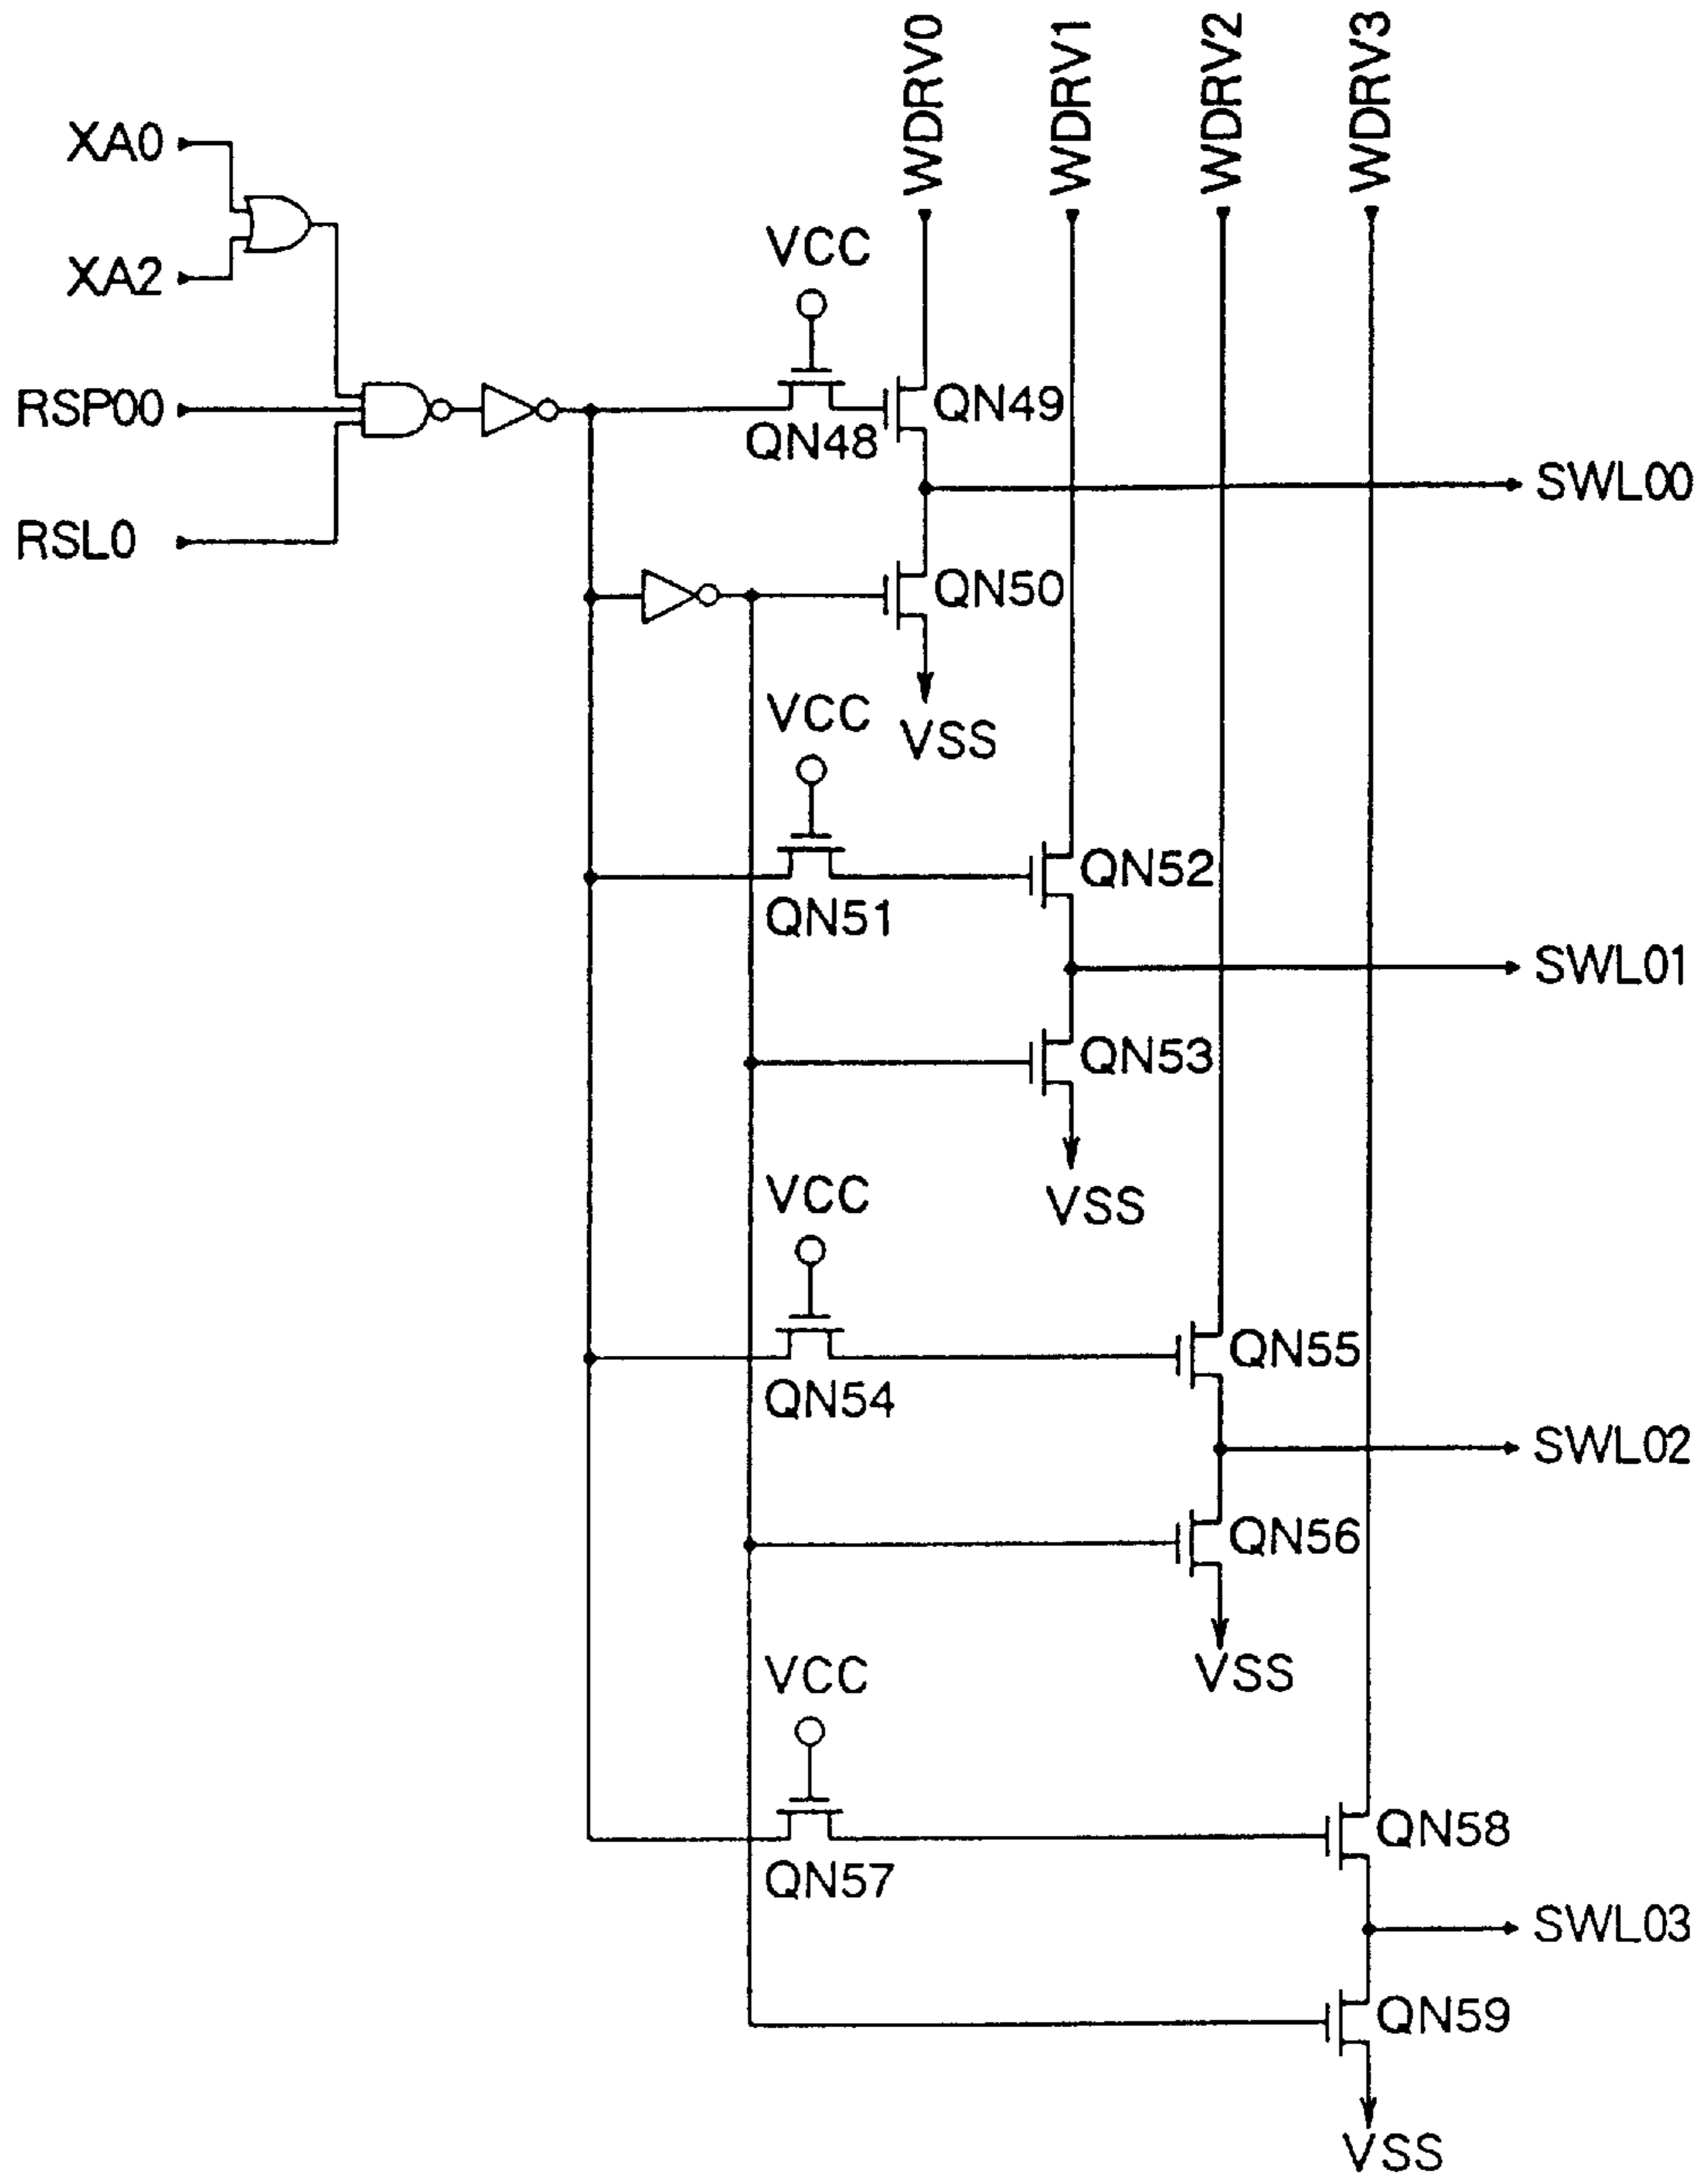 WDRV0
WDRV1
WDRV2
WDRV3
XA0
XA2
VCC
RSP00
QN48
QN49
SWL00
RSL0
QN50
VCC
VSS
QN52
QN51
SWL01
QN53
VCC
VSS
QN55
QN54
SWL02
QN56
VCC
VSS
QN58
QN57
SWL03
QN59
VSS